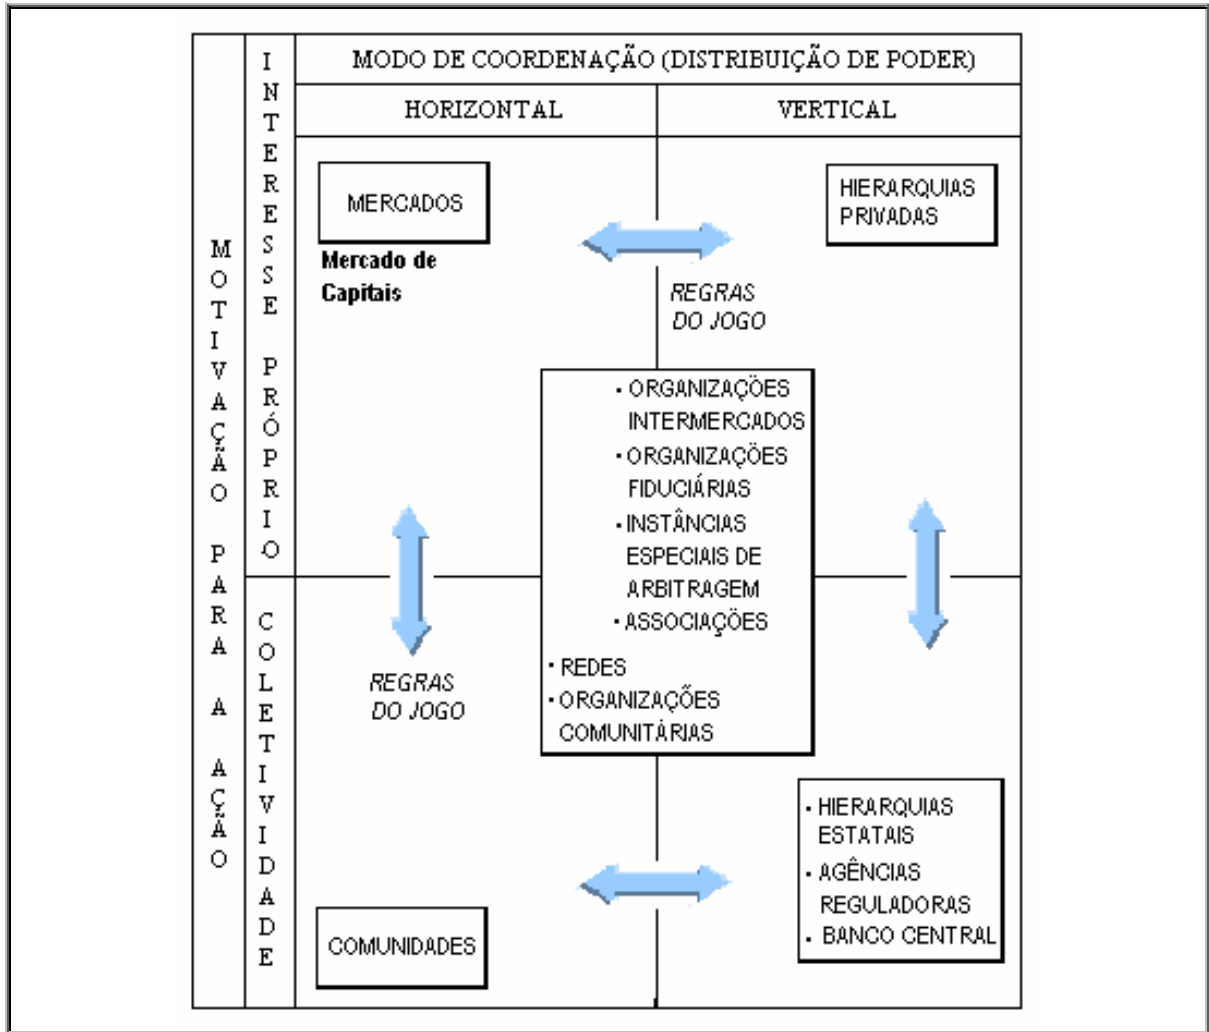 MODO DE COORDENAÇÃO (DISTRIBUIÇÃO DE PODER)
HORIZONTAL
VERTICAL
MOTIVAÇÃO PARA A AÇÃO
INTERESSE PRÓPRIO
MERCADOS
Mercado de
Capitais
HIERARQUIAS
PRIVADAS
REGRAS
DO JOGO
• ORGANIZAÇÕES
INTERMERCADOS
• ORGANIZAÇÕES
FIDUCIÁRIAS
• INSTÂNCIAS
ESPECIAIS DE
ARBITRAGEM
• ASSOCIAÇÕES
• REDES
• ORGANIZAÇÕES
COMUNITÁRIAS
COLETIVIDADE
REGRAS
DO JOGO
COMUNIDADES
• HIERARQUIAS
ESTATAIS
• AGÊNCIAS
REGULADORAS
• BANCO CENTRAL